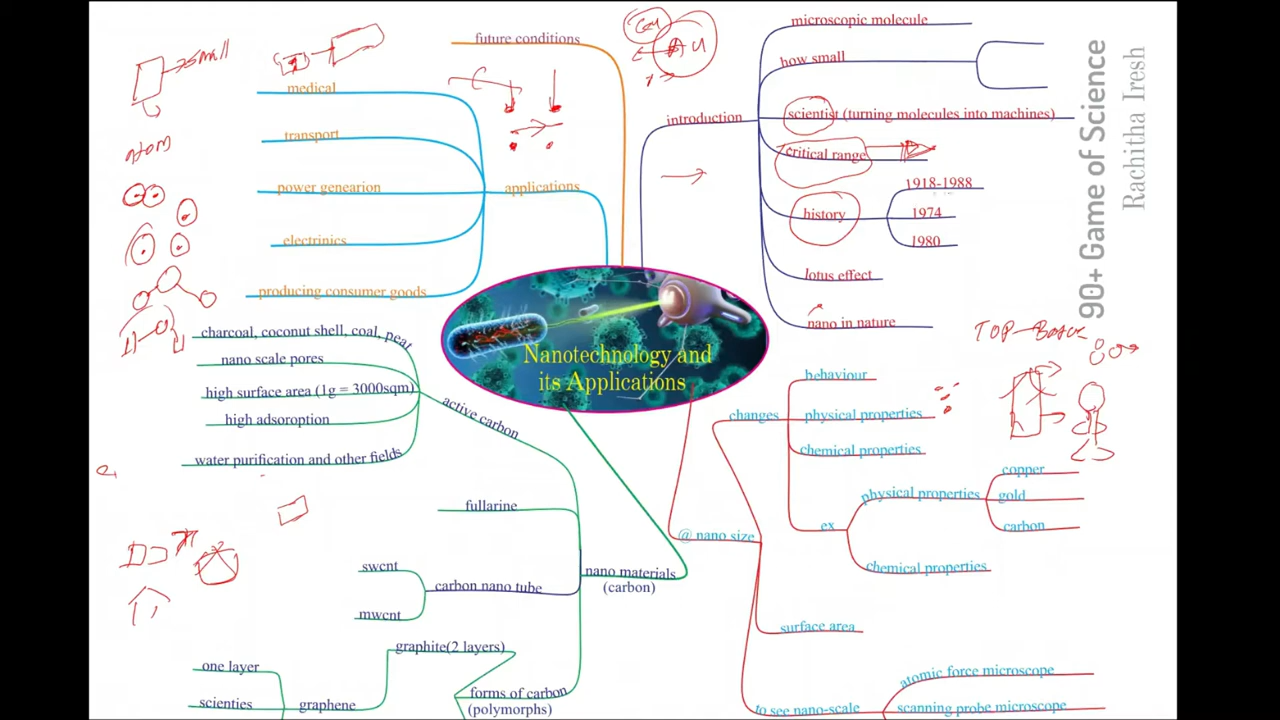 90+ Game of Science
Rachitha Iresh
Nanotechnology and
its Applications
introduction
microscopic molecule
how small
scientist (turning molecules into machines)
critical range
history
1918-1988
1974
1980
lotus effect
nano in nature
future conditions
applications
medical
transport
power genearion
electrinics
producing consumer goods
small
atom
active carbon
charcoal, coconut shell, coal, peat
nano scale pores
high surface area (1g = 3000sqm)
high adsoroption
water purification and other fields
nano materials
(carbon)
fullarine
carbon nano tube
swcnt
mwcnt
forms of carbon
(polymorphs)
graphite(2 layers)
graphene
one layer
scienties
@ nano size
changes
behaviour
physical properties
chemical properties
ex
physical properties
copper
gold
carbon
chemical properties
surface area
to see nano-scale
atomic force microscope
scanning probe microscope